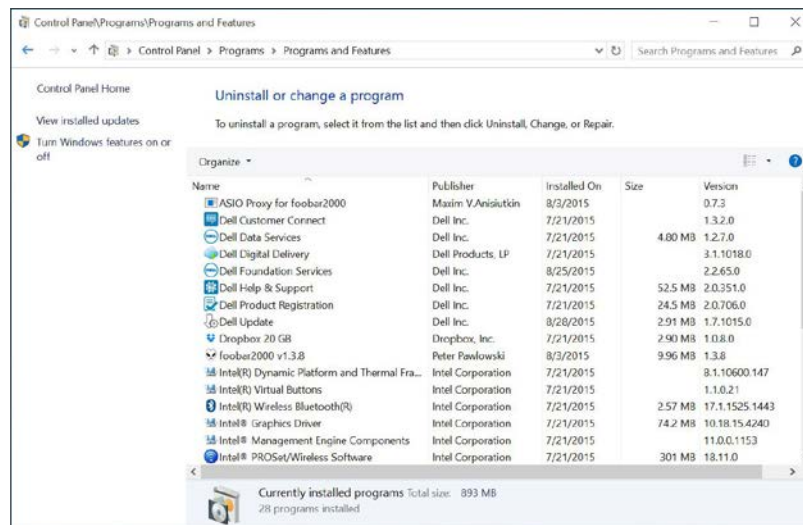 Control Panel\Programs\Programs and Features
Control Panel > Programs > Programs and Features
Search Programs and Features
Control Panel Home
View installed updates
Turn Windows features on or
off
Uninstall or change a program
To uninstall a program, select it from the list and then click Uninstall, Change, or Repair.
Organize
Name Publisher Installed On Size Version
ASIO Proxy for foobar2000 Maxim V.Anisiutkin 8/3/2015 0.7.3
Dell Customer Connect Dell Inc. 7/21/2015 1.3.2.0
Dell Data Services Dell Inc. 7/21/2015 4.80 MB 1.2.7.0
Dell Digital Delivery Dell Products, LP 7/21/2015 3.1.1018.0
Dell Foundation Services Dell Inc. 8/25/2015 2.2.65.0
Dell Help & Support Dell Inc. 7/21/2015 52.5 MB 2.0.351.0
Dell Product Registration Dell Inc. 7/21/2015 24.5 MB 2.0.706.0
Dell Update Dell Inc. 8/28/2015 2.91 MB 1.7.1015.0
Dropbox 20 GB Dropbox, Inc. 7/21/2015 2.90 MB 1.0.8.0
foobar2000 v1.3.8 Peter Pawlowski 8/3/2015 9.96 MB 1.3.8
Intel(R) Dynamic Platform and Thermal Fra... Intel Corporation 7/21/2015 8.1.10600.147
Intel(R) Virtual Buttons Intel Corporation 7/21/2015 1.1.0.21
Intel(R) Wireless Bluetooth(R) Intel Corporation 7/21/2015 2.57 MB 17.1.1525.1443
Intel® Graphics Driver Intel Corporation 7/21/2015 74.2 MB 10.18.15.4240
Intel® Management Engine Components Intel Corporation 7/21/2015 11.0.0.1153
Intel® PROSet/Wireless Software Intel Corporation 7/21/2015 301 MB 18.11.0
Currently installed programs Total size: 893 MB
28 programs installed